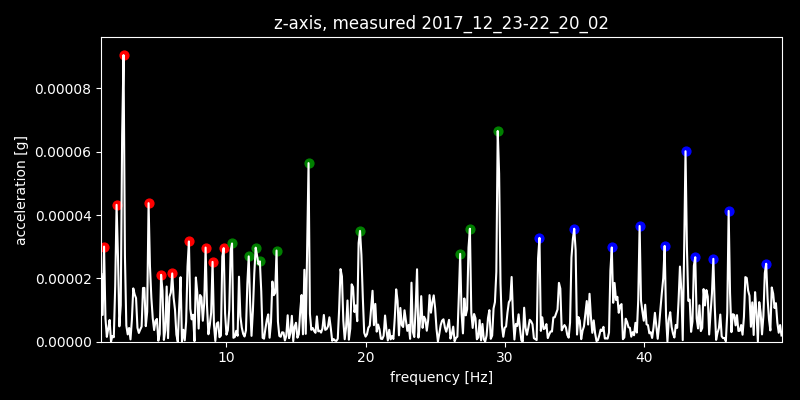 z-axis, measured 2017_12_23-22_20_02
acceleration [g]
0.00008
0.00006
0.00004
0.00002
0.00000
10 20 30 40
frequency [Hz]